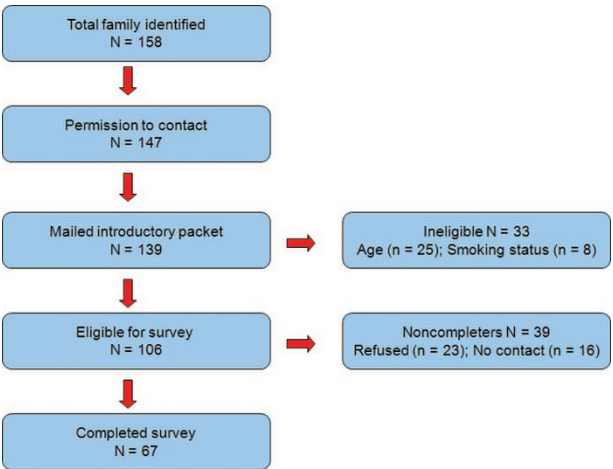 Total family identified
N = 158
Permission to contact
N = 147
Mailed introductory packet
N = 139
Ineligible N = 33
Age (n = 25); Smoking status (n = 8)
Eligible for survey
N = 106
Noncompleters N = 39
Refused (n = 23); No contact (n = 16)
Completed survey
N = 67